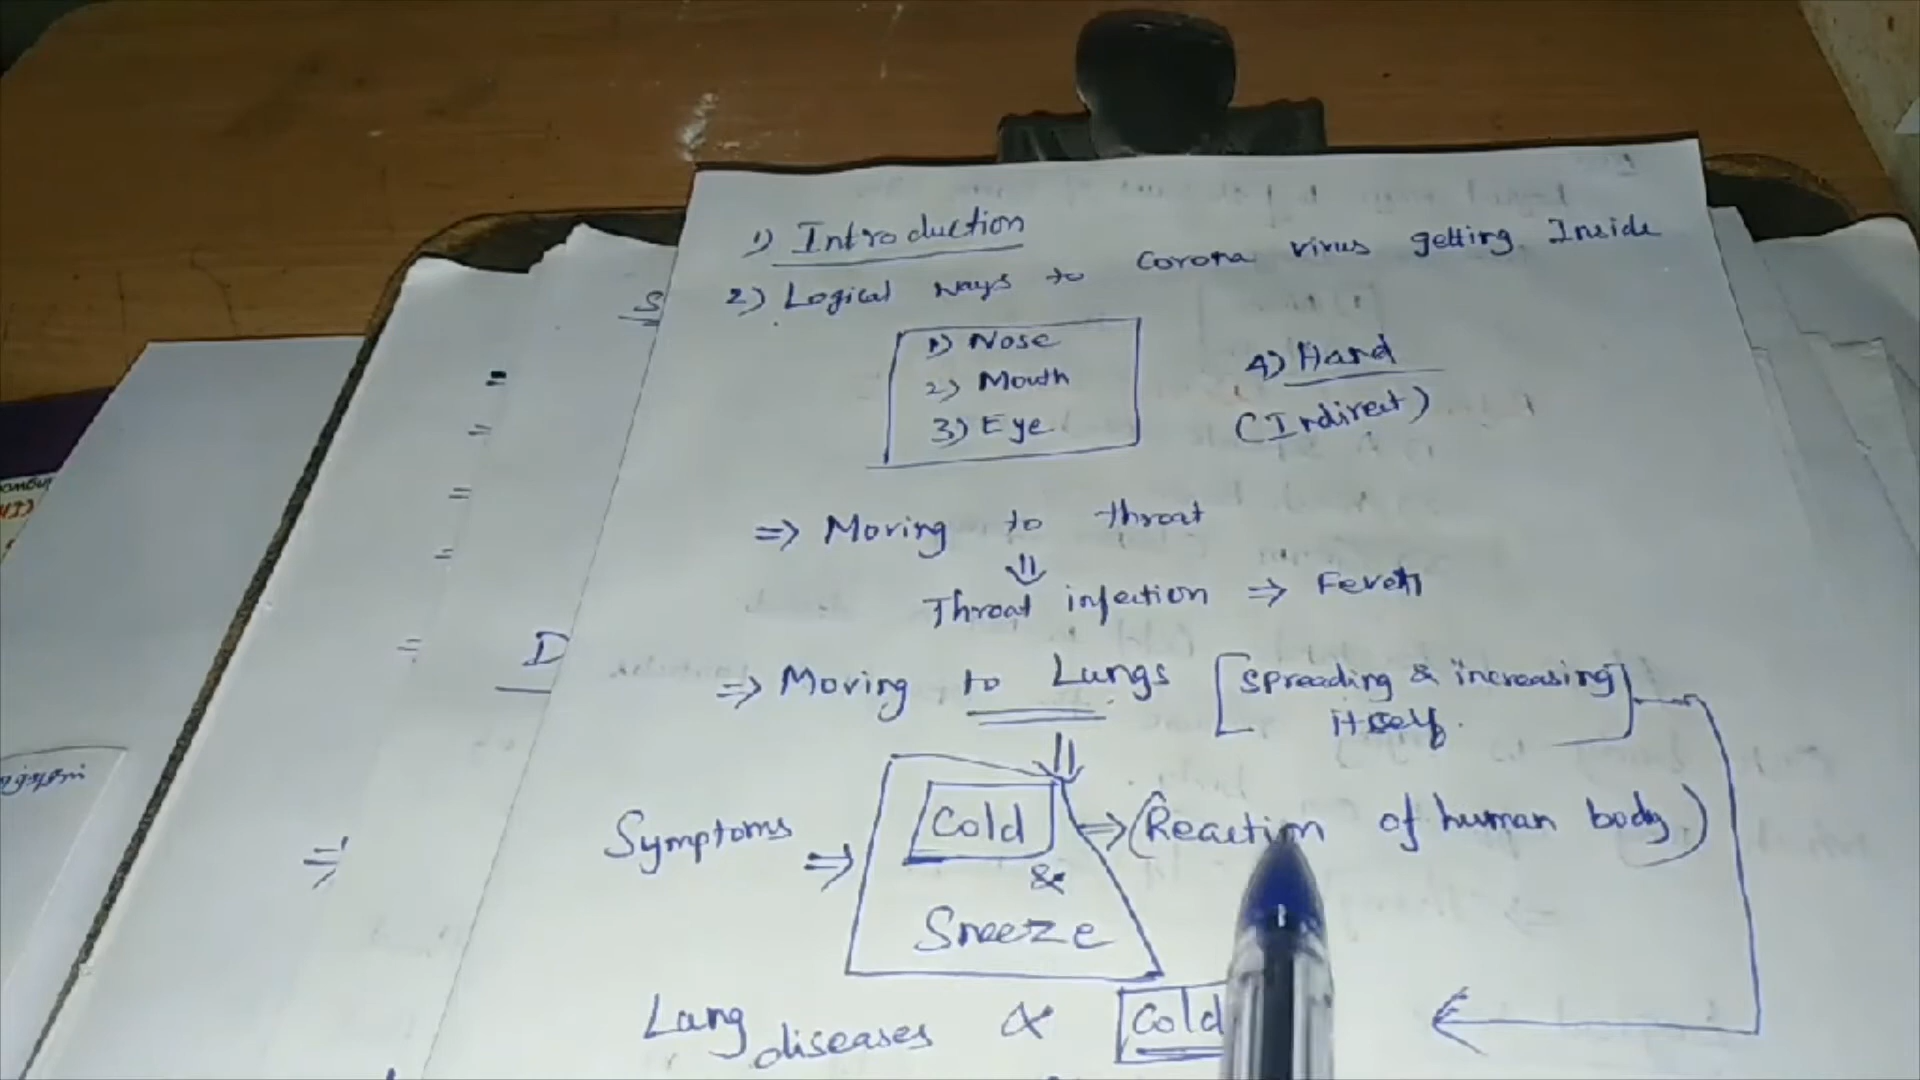 1) Introduction
2) Logical ways to Corona virus getting Inside
1) Nose
2) Mouth
3) Eye
4) Hand
(Indirect)
⇒ Moving to throat
⇓
Throat infection ⇒ Fever
⇒ Moving to Lungs [Spreading & increasing itself]
⇓
Symptoms ⇒ Cold & Sneeze ⇒ (Reaction of human body)
Lung diseases & Cold
S
D